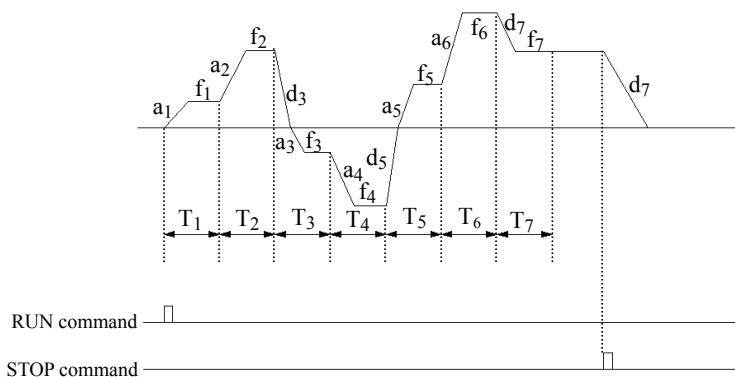 a1 f1 a2 f2 d3 a3 f3 a4 f4 d5 a5 f5 a6 f6 d7 f7 d7
T1 T2 T3 T4 T5 T6 T7
RUN command
STOP command